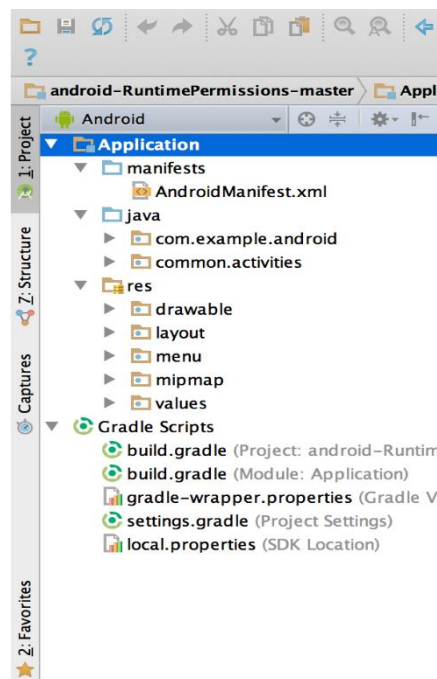 ?
android-RuntimePermissions-master
Appl
Android
1: Project
Application
manifests
AndroidManifest.xml
java
com.example.android
common.activities
res
drawable
layout
menu
mipmap
values
Gradle Scripts
build.gradle (Project: android-Runtim
build.gradle (Module: Application)
gradle-wrapper.properties (Gradle V
settings.gradle (Project Settings)
local.properties (SDK Location)
Z: Structure
Captures
2: Favorites